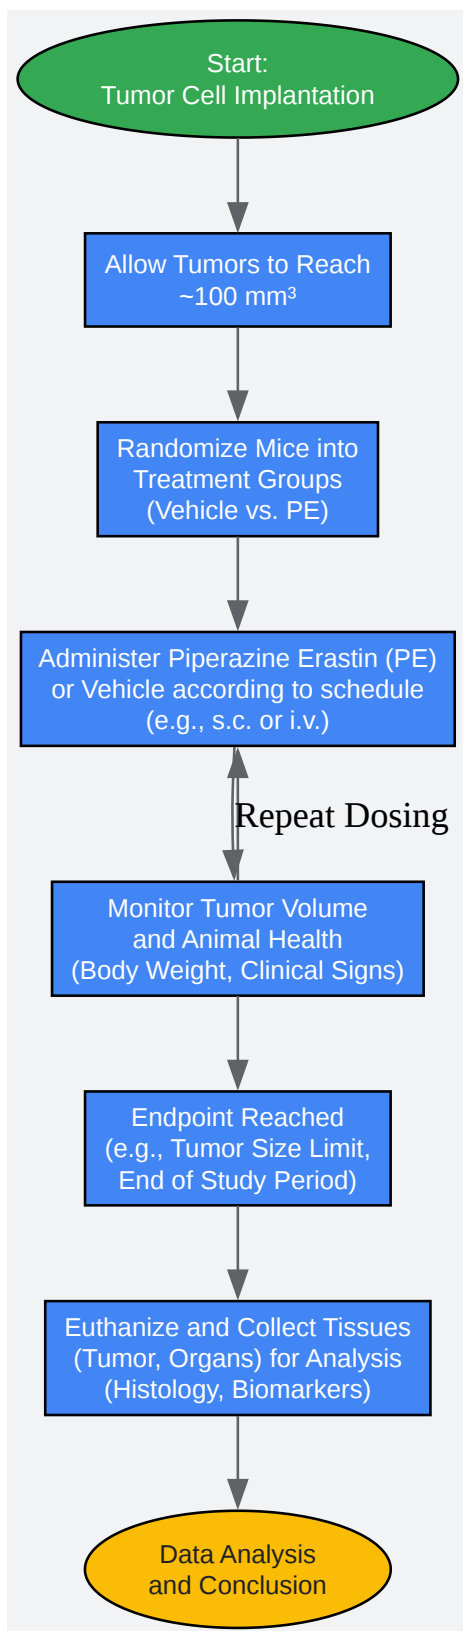 Start:
Tumor Cell Implantation
Allow Tumors to Reach
~100 mm³
Randomize Mice into
Treatment Groups
(Vehicle vs. PE)
Administer Piperazine Erastin (PE)
or Vehicle according to schedule
(e.g., s.c. or i.v.)
Repeat Dosing
Monitor Tumor Volume
and Animal Health
(Body Weight, Clinical Signs)
Endpoint Reached
(e.g., Tumor Size Limit,
End of Study Period)
Euthanize and Collect Tissues
(Tumor, Organs) for Analysis
(Histology, Biomarkers)
Data Analysis
and Conclusion